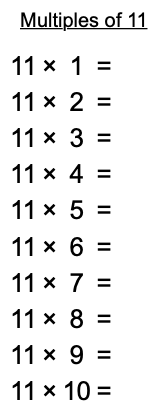 Multiples of 11
11 × 1 =
11 × 2 =
11 × 3 =
11 × 4 =
11 × 5 =
11 × 6 =
11 × 7 =
11 × 8 =
11 × 9 =
11 × 10 =